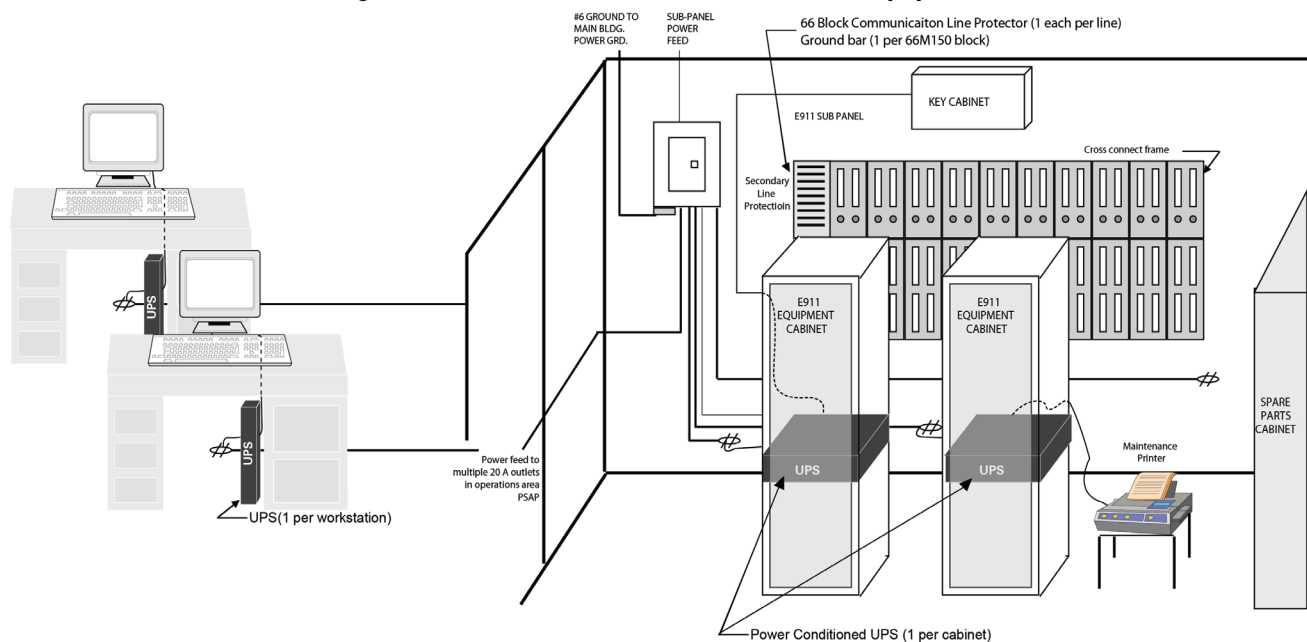 #6 GROUND TO
MAIN BLDG.
POWER GRD.
SUB-PANEL
POWER
FEED
66 Block Communicaiton Line Protector (1 each per line)
Ground bar (1 per 66M150 block)
KEY CABINET
E911 SUB PANEL
Cross connect frame
Secondary
Line
Protectioin
E911
EQUIPMENT
CABINET
E911
EQUIPMENT
CABINET
UPS
UPS
SPARE
PARTS
CABINET
Power feed to
multiple 20 A outlets
in operations area
PSAP
Maintenance
Printer
UPS
UPS
UPS(1 per workstation)
Power Conditioned UPS (1 per cabinet)